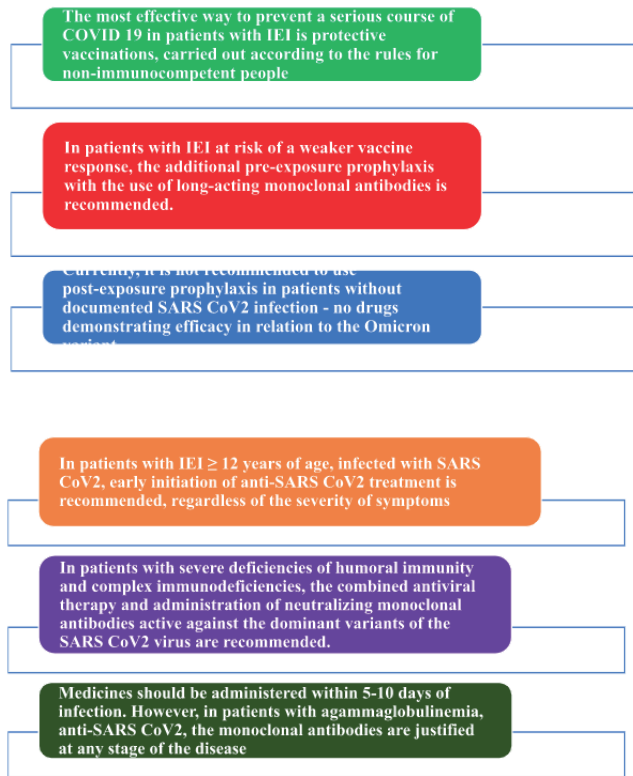 The most effective way to prevent a serious course of
COVID 19 in patients with IEI is protective
vaccinations, carried out according to the rules for
non-immunocompetent people
In patients with IEI at risk of a weaker vaccine
response, the additional pre-exposure prophylaxis
with the use of long-acting monoclonal antibodies is
recommended.
Currently, it is not recommended to use
post-exposure prophylaxis in patients without
documented SARS CoV2 infection - no drugs
demonstrating efficacy in relation to the Omicron
variant
In patients with IEI ≥ 12 years of age, infected with SARS
CoV2, early initiation of anti-SARS CoV2 treatment is
recommended, regardless of the severity of symptoms
In patients with severe deficiencies of humoral immunity
and complex immunodeficiencies, the combined antiviral
therapy and administration of neutralizing monoclonal
antibodies active against the dominant variants of the
SARS CoV2 virus are recommended.
Medicines should be administered within 5-10 days of
infection. However, in patients with agammaglobulinemia,
anti-SARS CoV2, the monoclonal antibodies are justified
at any stage of the disease